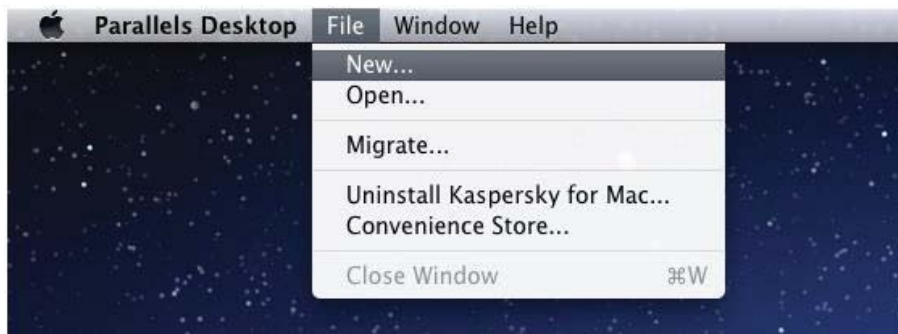 Parallels Desktop File Window Help
New...
Open...
Migrate...
Uninstall Kaspersky for Mac...
Convenience Store...
Close Window ⌘W